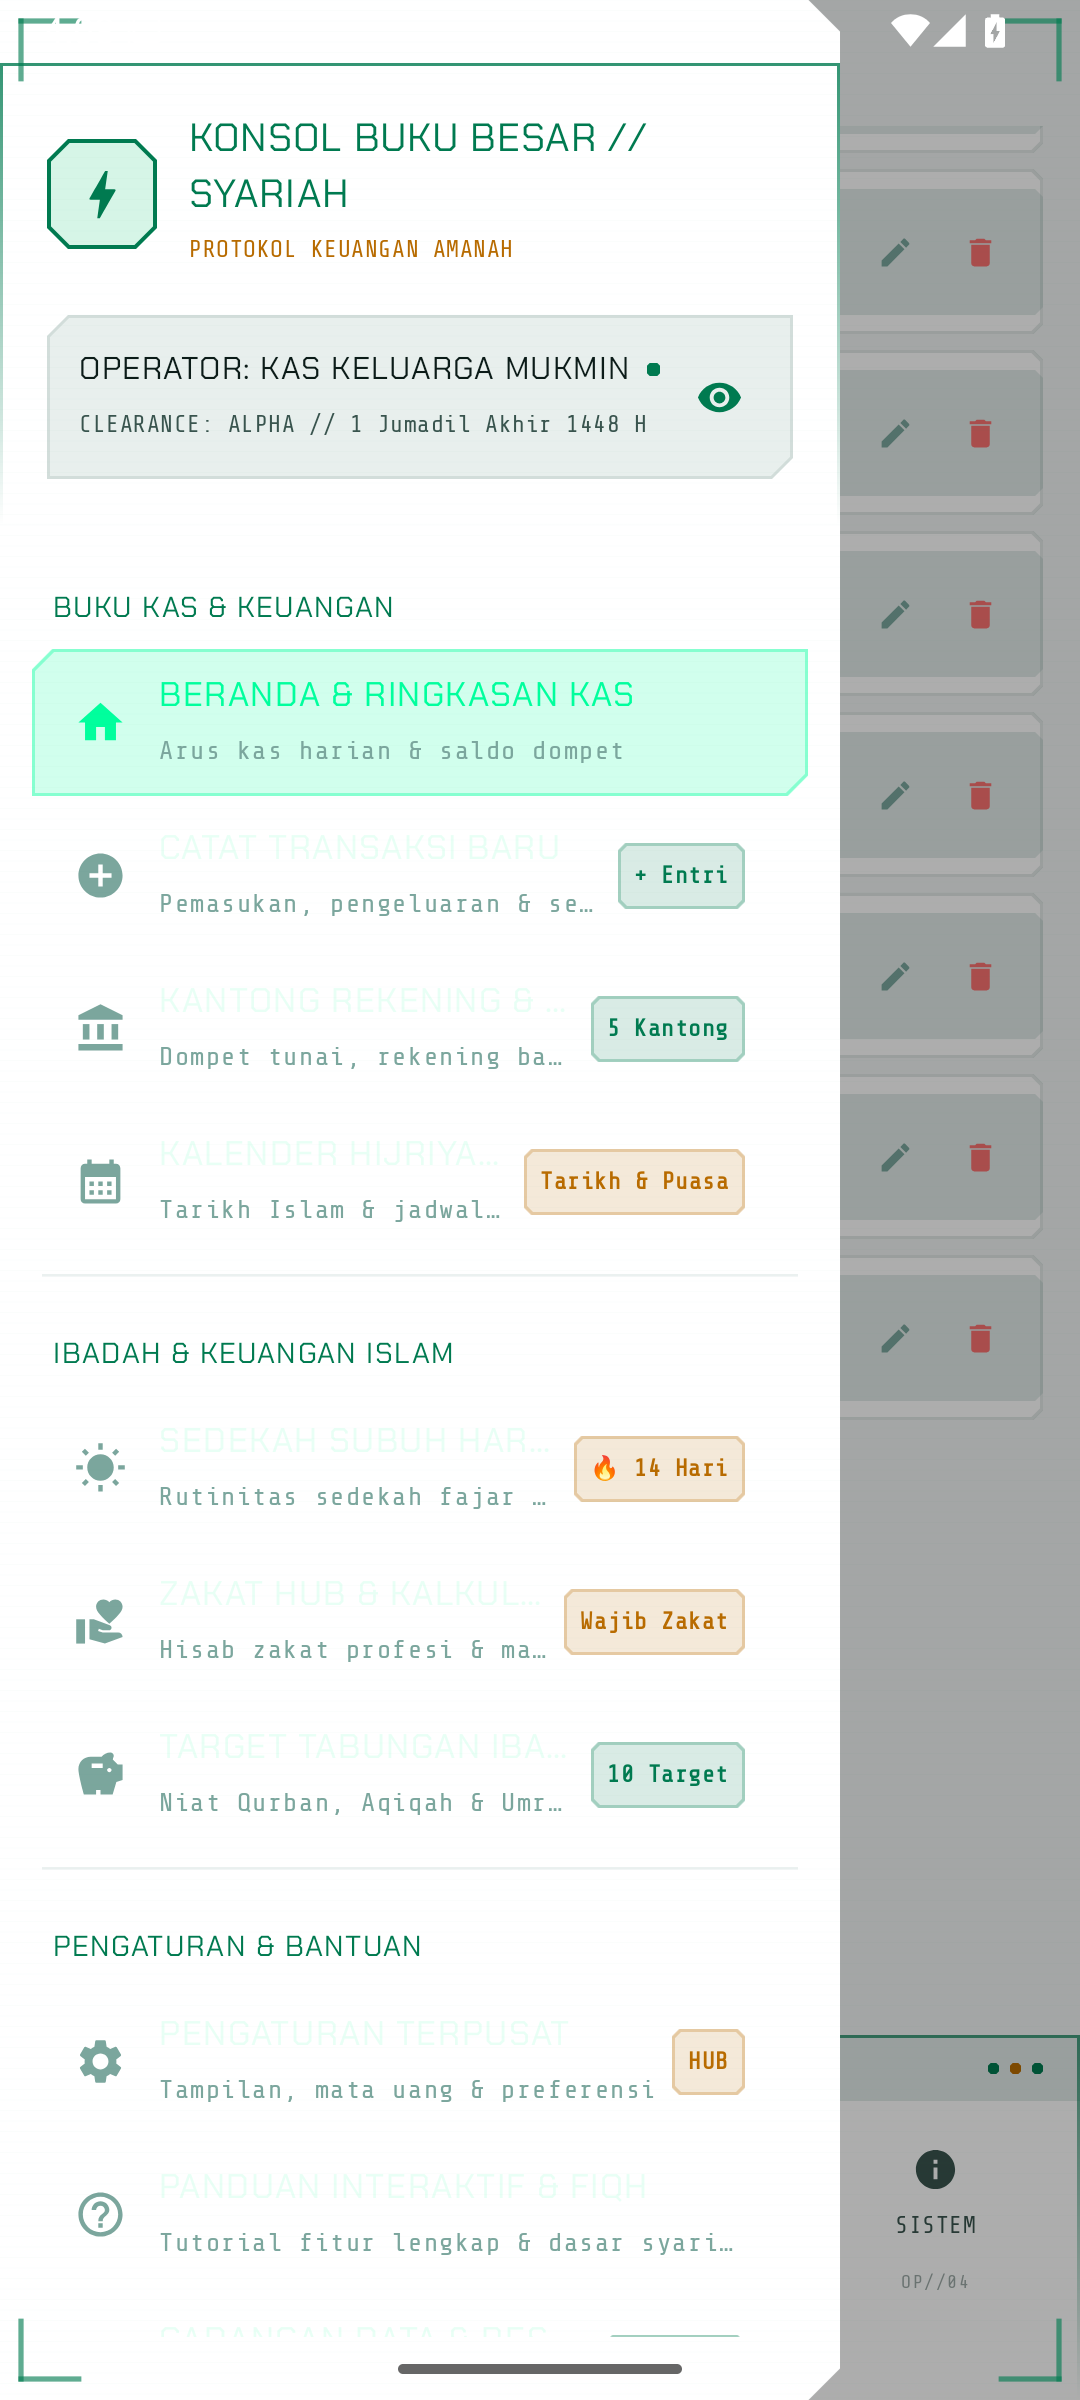 KONSOL BUKU BESAR //
SYARIAH
PROTOKOL KEUANGAN AMANAH
OPERATOR: KAS KELUARGA MUKMIN
CLEARANCE: ALPHA // 1 Jumadil Akhir 1448 H
BUKU KAS & KEUANGAN
BERANDA & RINGKASAN KAS
Arus kas harian & saldo dompet
CATAT TRANSAKSI BARU
Pemasukan, pengeluaran & se…
+ Entri
KANTONG REKENING & …
Dompet tunai, rekening ba…
5 Kantong
KALENDER HIJRIYA…
Tarikh Islam & jadwal…
Tarikh & Puasa
IBADAH & KEUANGAN ISLAM
SEDEKAH SUBUH HAR…
Rutinitas sedekah fajar …
🔥 14 Hari
ZAKAT HUB & KALKUL…
Hisab zakat profesi & ma…
Wajib Zakat
TARGET TABUNGAN IBA…
Niat Qurban, Aqiqah & Umr…
10 Target
PENGATURAN & BANTUAN
PENGATURAN TERPUSAT
Tampilan, mata uang & preferensi
HUB
PANDUAN INTERAKTIF & FIQH
Tutorial fitur lengkap & dasar syari…
SISTEM
OP//04